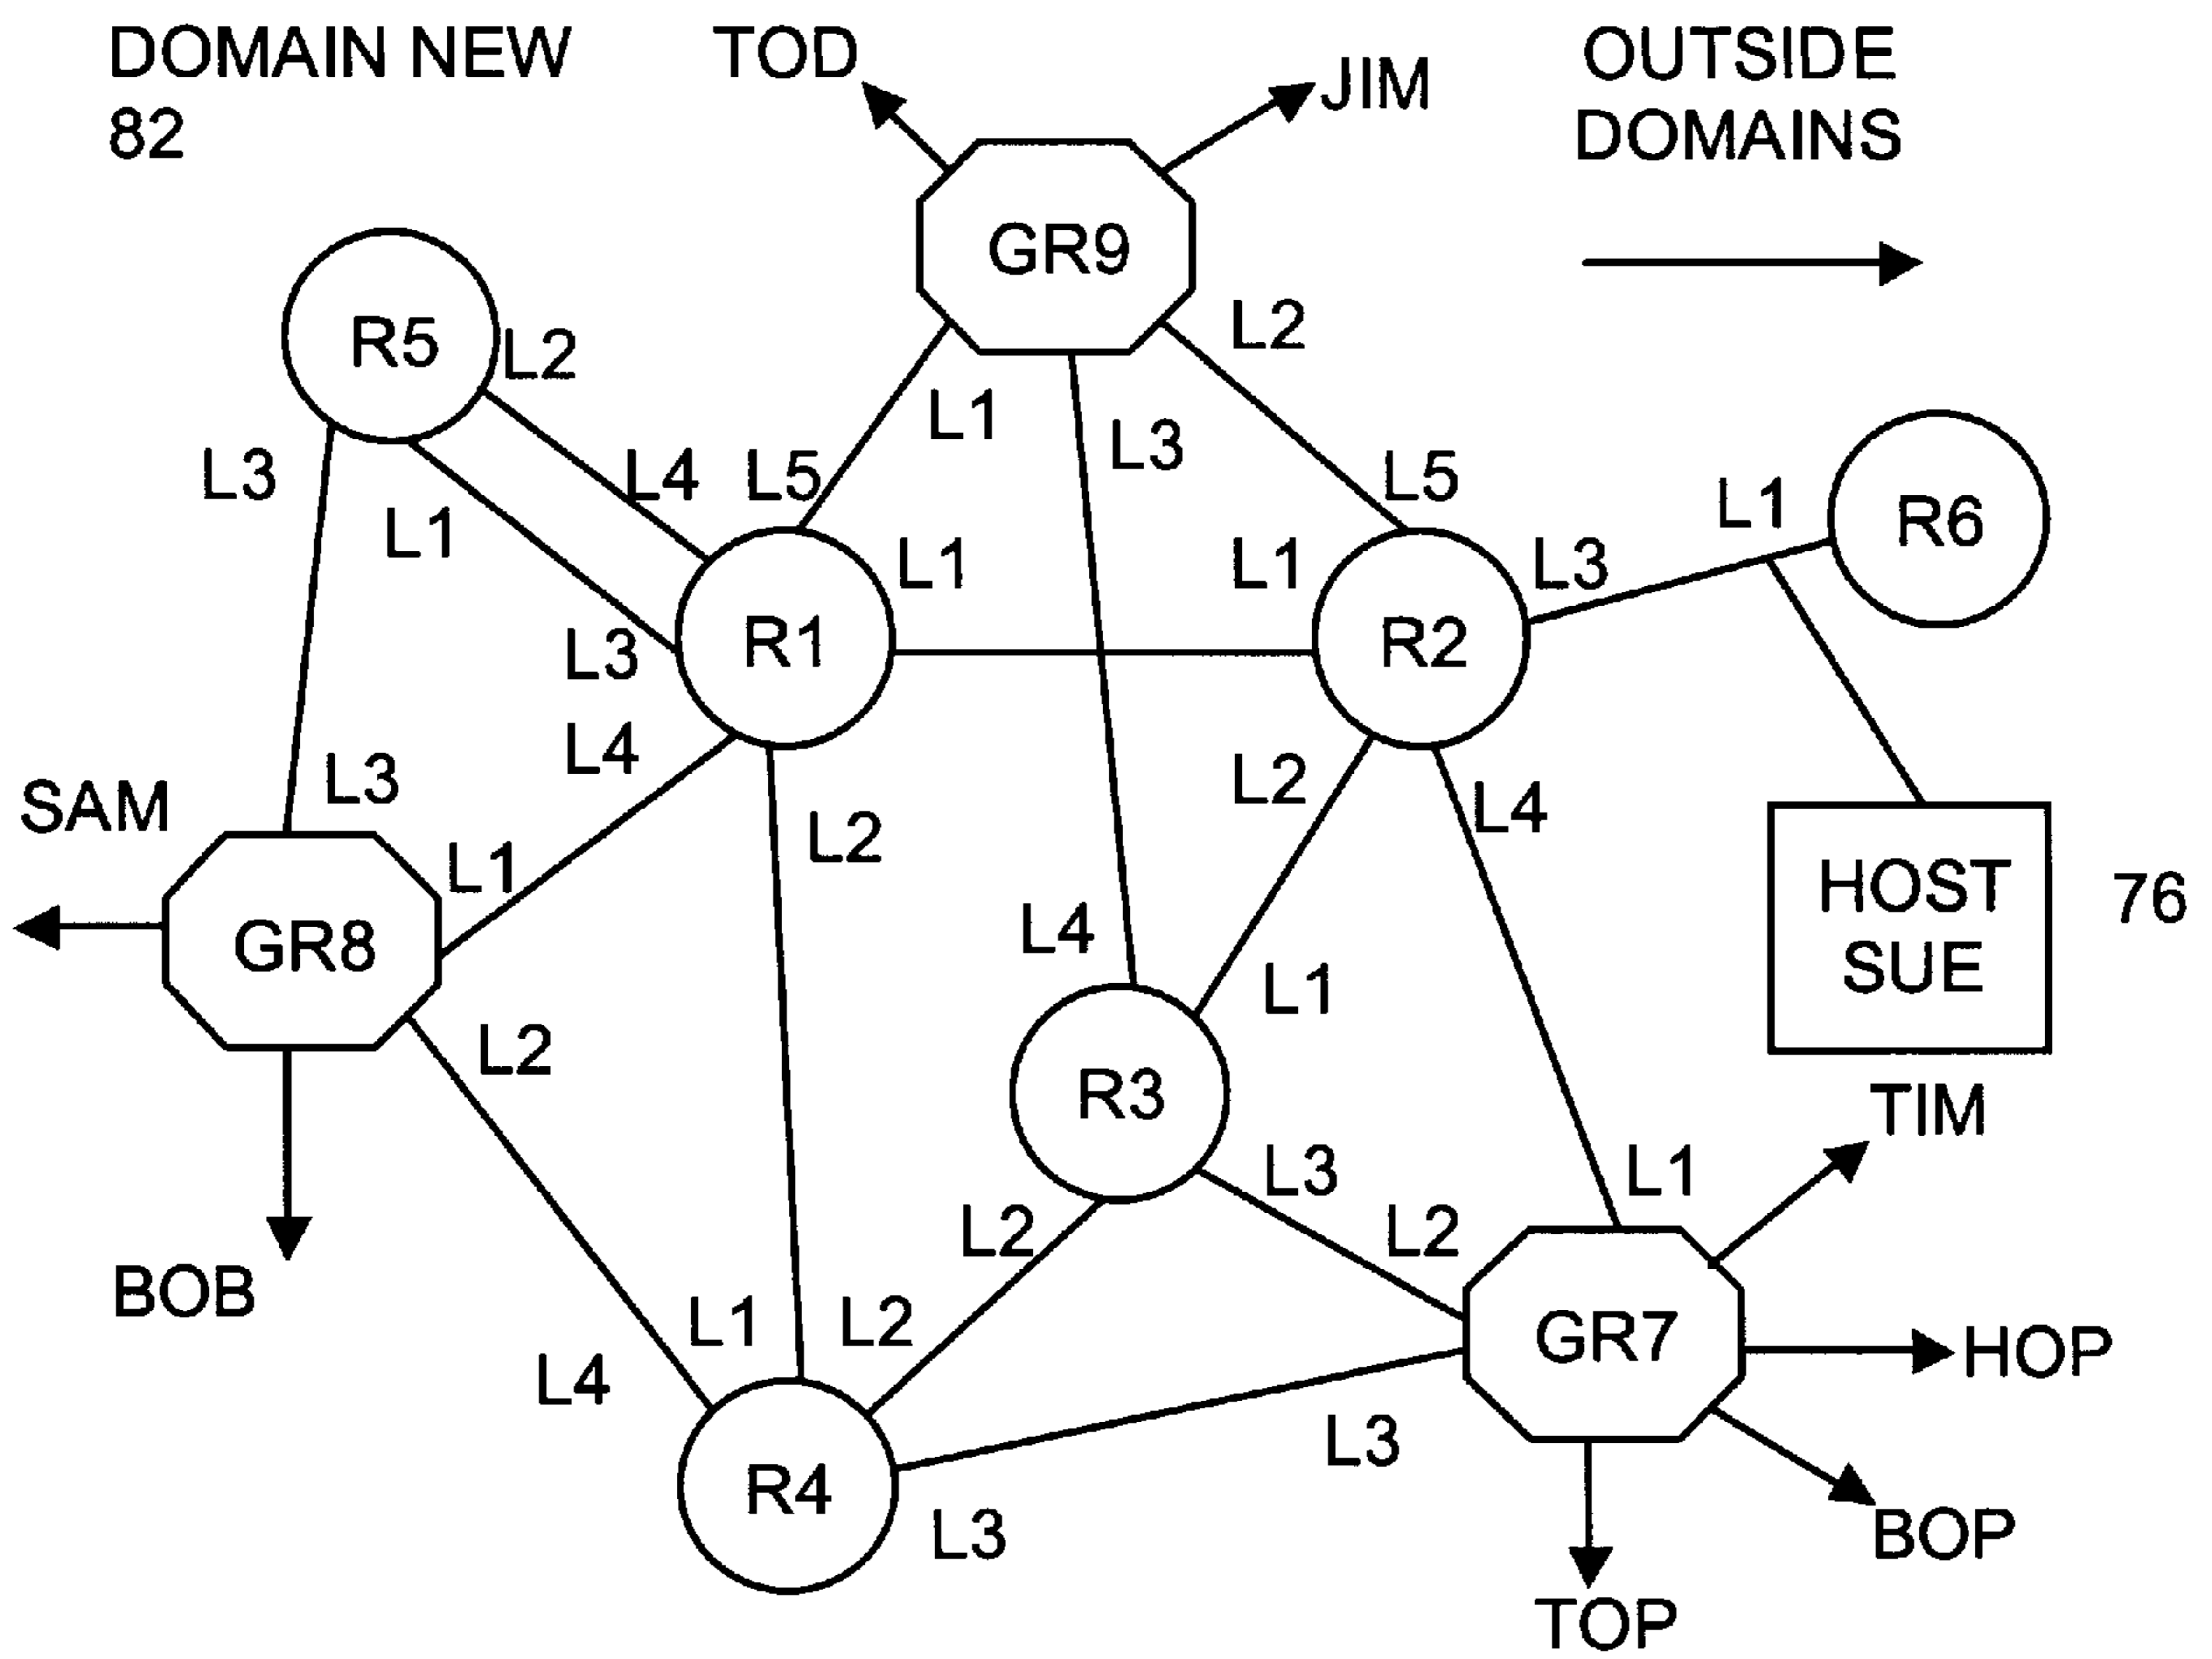 DOMAIN NEW
82
TOD
JIM
OUTSIDE
DOMAINS
GR9
R5
L2
L2
L1
L3
L3
L4
L5
L5
L1
R6
L1
L1
L1
L3
R1
R2
L3
L4
L2
L4
L3
SAM
L2
L1
HOST
SUE
76
GR8
L4
L1
L2
R3
TIM
L3
L1
L2
L2
BOB
L1
L2
GR7
HOP
L4
L3
R4
L3
BOP
TOP